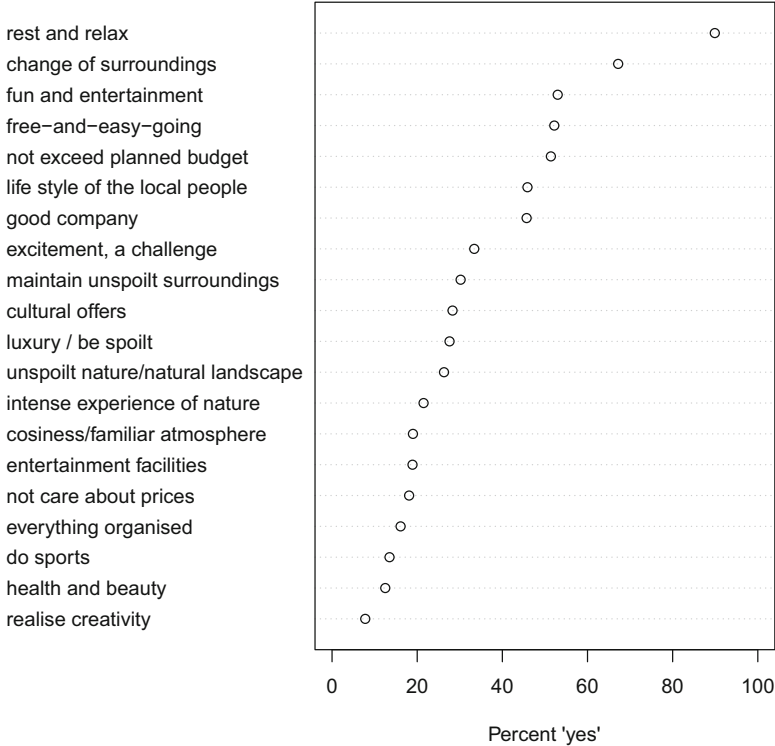 rest and relax
change of surroundings
fun and entertainment
free−and−easy−going
not exceed planned budget
life style of the local people
good company
excitement, a challenge
maintain unspoilt surroundings
cultural offers
luxury / be spoilt
unspoilt nature/natural landscape
intense experience of nature
cosiness/familiar atmosphere
entertainment facilities
not care about prices
everything organised
do sports
health and beauty
realise creativity
0 20 40 60 80 100
Percent 'yes'